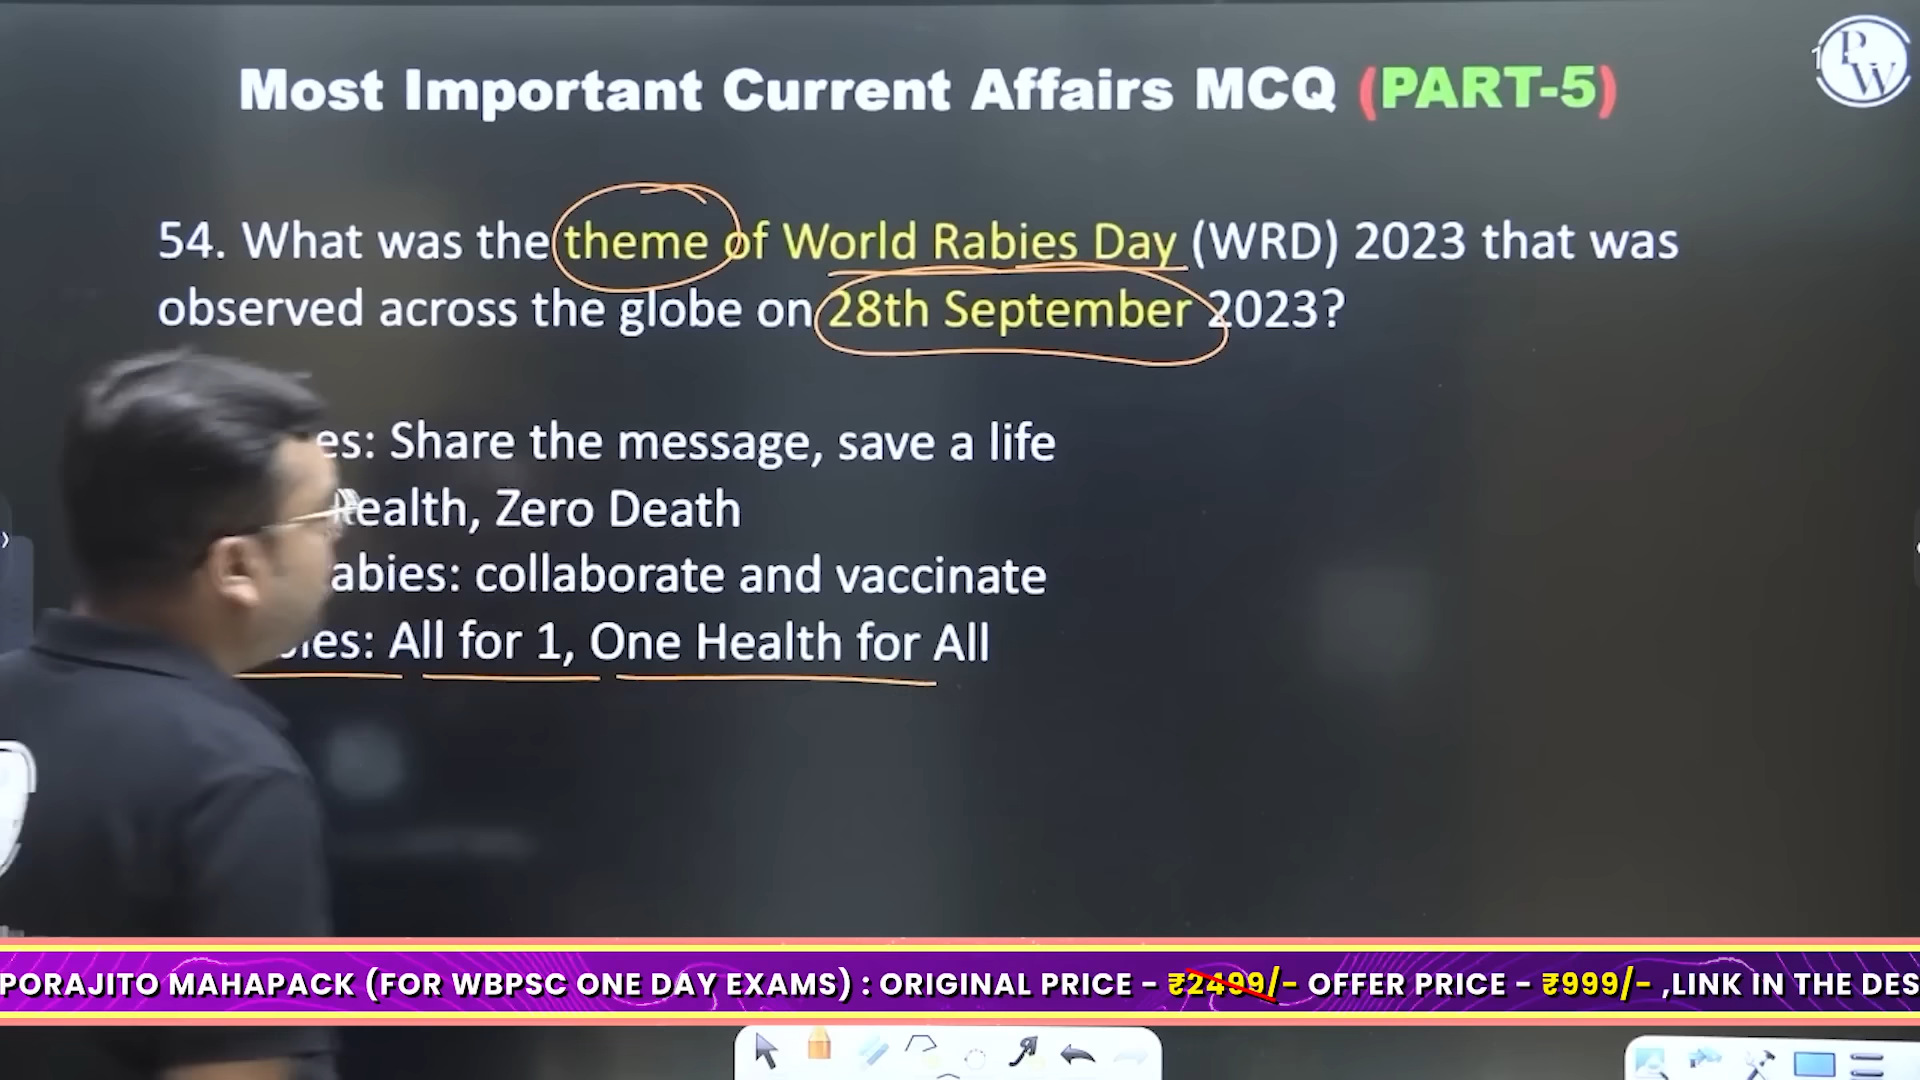 PW
Most Important Current Affairs MCQ (PART-5)
54. What was the theme of World Rabies Day (WRD) 2023 that was
observed across the globe on 28th September 2023?
es: Share the message, save a life
Health, Zero Death
abies: collaborate and vaccinate
ies: All for 1, One Health for All
PORAJITO MAHAPACK (FOR WBPSC ONE DAY EXAMS) : ORIGINAL PRICE - ₹2499/- OFFER PRICE - ₹999/- ,LINK IN THE DES